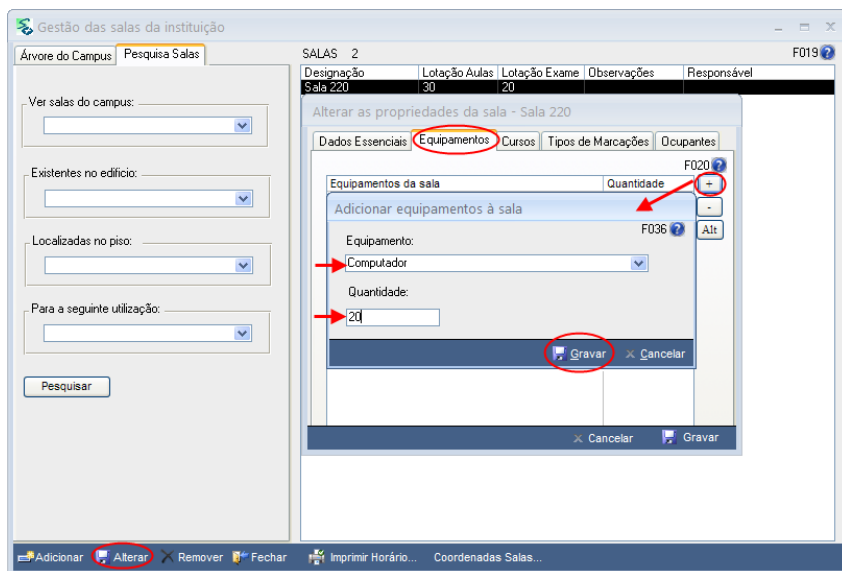 Gestão das salas da instituição
Árvore do Campus Pesquisa Salas
SALAS 2 F019
Designação Lotação Aulas Lotação Exame Observações Responsável
Sala 220 30 20
Ver salas do campus:
Existentes no edificio:
Localizadas no piso:
Para a seguinte utilização:
Pesquisar
Alterar as propriedades da sala - Sala 220
Dados Essenciais Equipamentos Cursos Tipos de Marcações Ocupantes
F020
Equipamentos da sala Quantidade +
-
Alt
Adicionar equipamentos à sala
F036
Equipamento:
Computador
Quantidade:
20
Gravar Cancelar
Cancelar Gravar
Adicionar Alterar Remover Fechar Imprimir Horário... Coordenadas Salas...